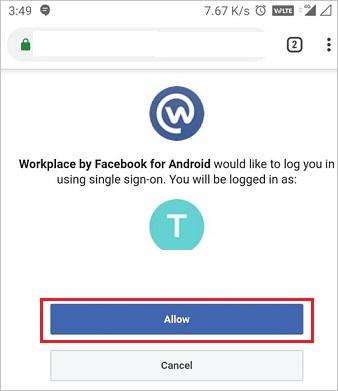 3:49 7.67 K/s VoLTE 4G
2
Workplace by Facebook for Android would like to log you in
using single sign-on. You will be logged in as:
T
Allow
Cancel